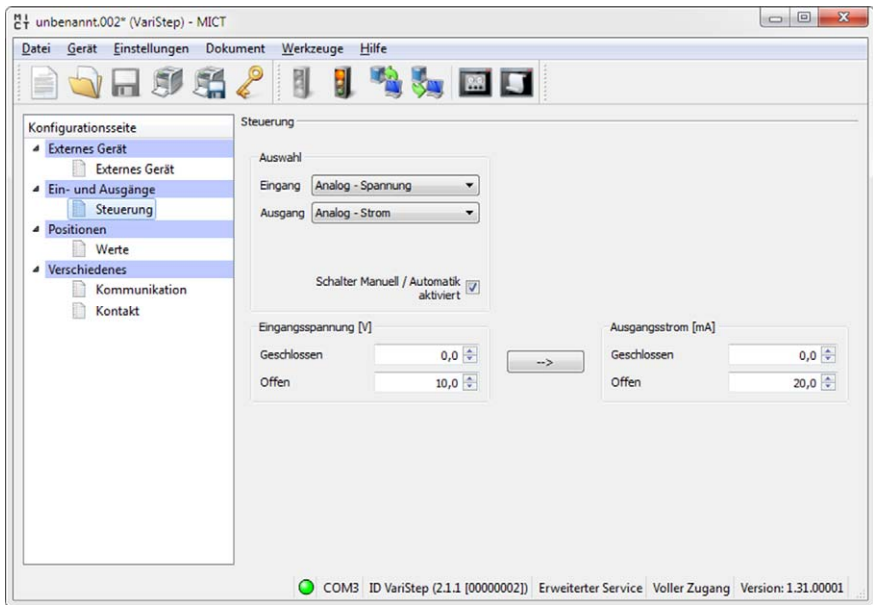 unbenannt.002* (VariStep) - MICT
Datei Gerät Einstellungen Dokument Werkzeuge Hilfe
Konfigurationsseite
Externes Gerät
Externes Gerät
Ein- und Ausgänge
Steuerung
Positionen
Werte
Verschiedenes
Kommunikation
Kontakt
Steuerung
Auswahl
Eingang Analog - Spannung
Ausgang Analog - Strom
Schalter Manuell / Automatik
aktiviert
Eingangsspannung [V]
Geschlossen 0,0
Offen 10,0
-->
Ausgangsstrom [mA]
Geschlossen 0,0
Offen 20,0
COM3 ID VariStep (2.1.1 [00000002]) Erweiterter Service Voller Zugang Version: 1.31.00001